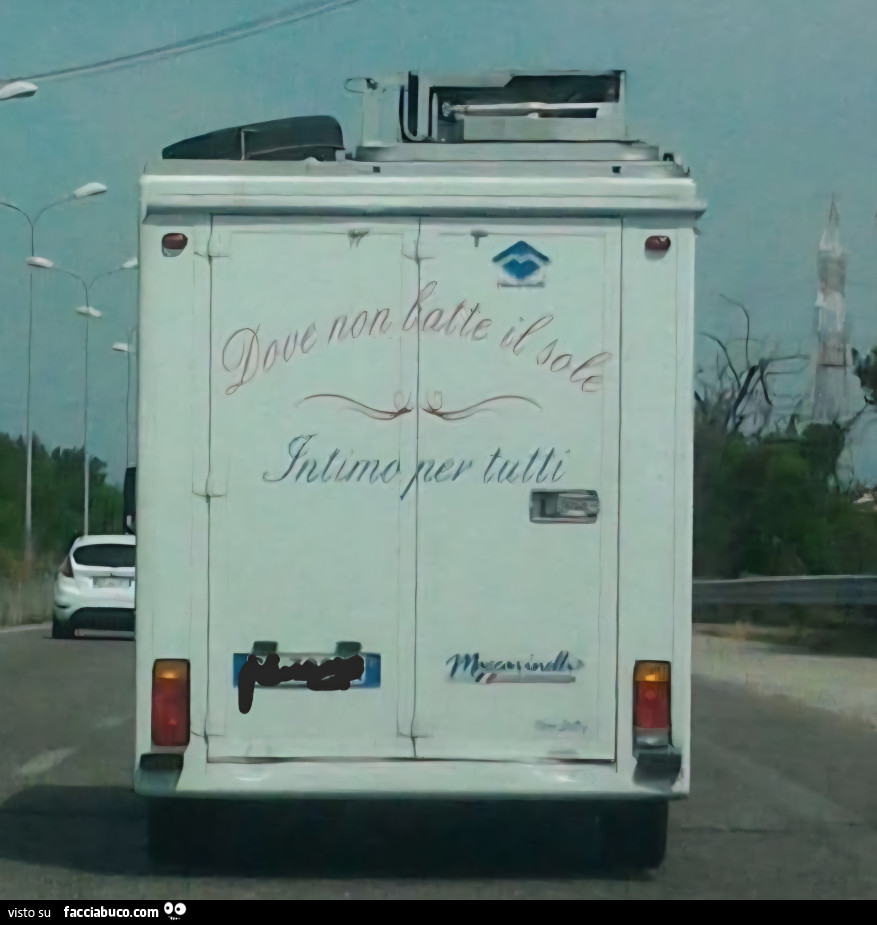 Dove non batte il sole
Intimo per tutti
visto su facciabuco.com